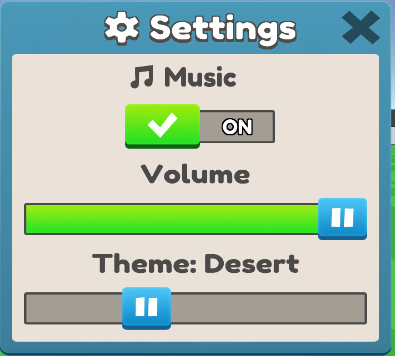 Settings
Music
ON
Volume
Theme: Desert